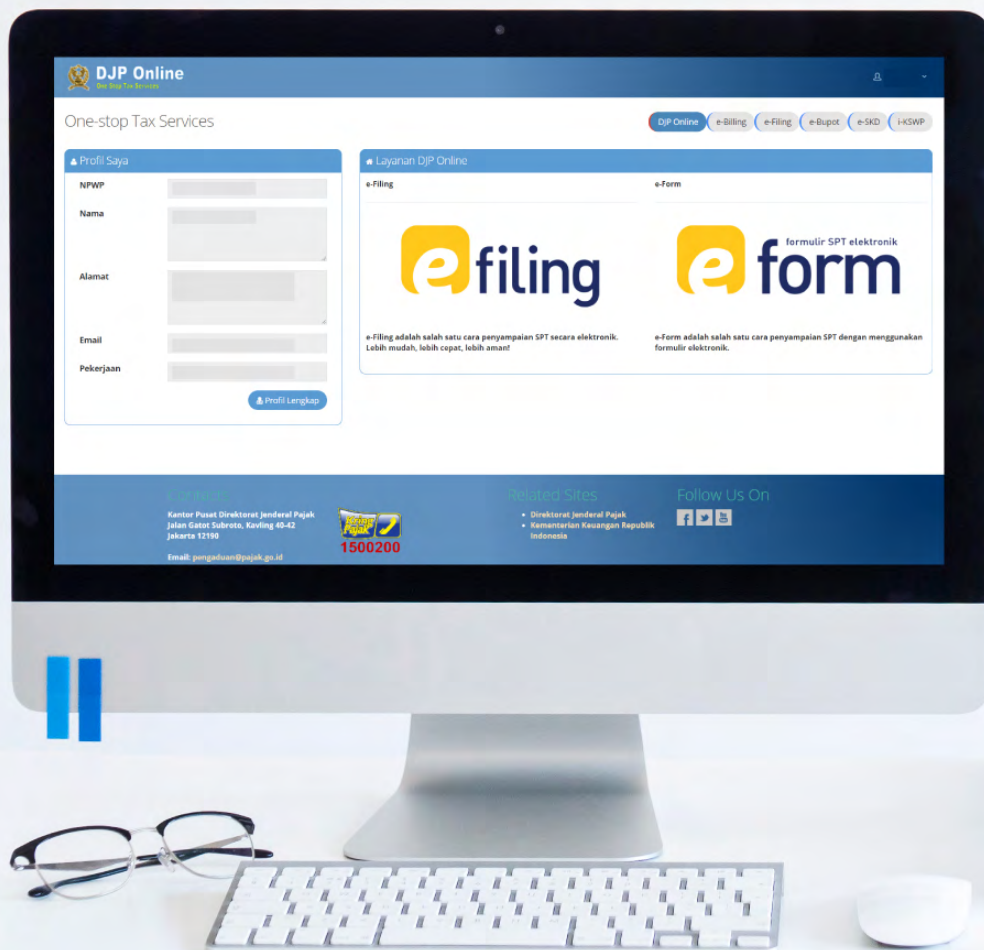 DJP Online
One Stop Tax Services
One-stop Tax Services
DJP Online
e-Billing
e-Filing
e-Bupot
e-SKD
i-KSWP
Profil Saya
NPWP
Nama
Alamat
Email
Pekerjaan
Profil Lengkap
Layanan DJP Online
e-Filing
e filing
e-Filing adalah salah satu cara penyampaian SPT secara elektronik.
Lebih mudah, lebih cepat, lebih aman!
e-Form
formulir SPT elektronik
e form
e-Form adalah salah satu cara penyampaian SPT dengan menggunakan
formulir elektronik.
Kantor Pusat Direktorat Jenderal Pajak
Jalan Gatot Subroto, Kavling 40-42
Jakarta 12190
Email: pengaduan@pajak.go.id
Kring
Pajak
1500200
Related Sites
Direktorat Jenderal Pajak
Kementarian Keuangan Republik
Indonesia
Follow Us On